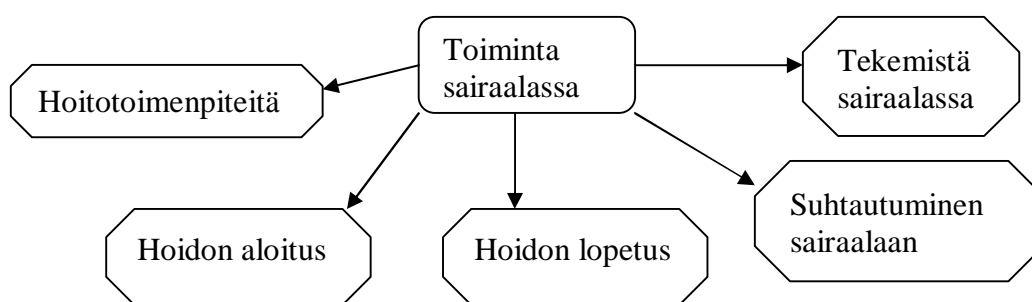 Toiminta
sairaalassa
Tekemistä
sairaalassa
Hoitotoimenpiteitä
Suhtautuminen
sairaalaan
Hoidon aloitus
Hoidon lopetus